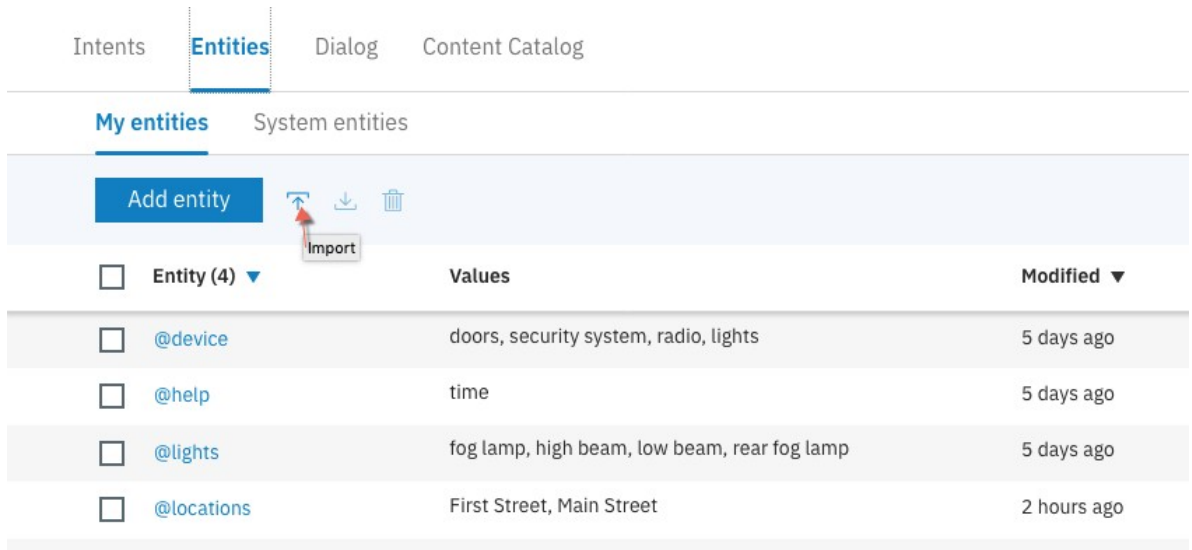 Intents Entities Dialog Content Catalog
My entities System entities
Add entity
Import
Entity (4) ▼ Values Modified ▼
@device doors, security system, radio, lights 5 days ago
@help time 5 days ago
@lights fog lamp, high beam, low beam, rear fog lamp 5 days ago
@locations First Street, Main Street 2 hours ago